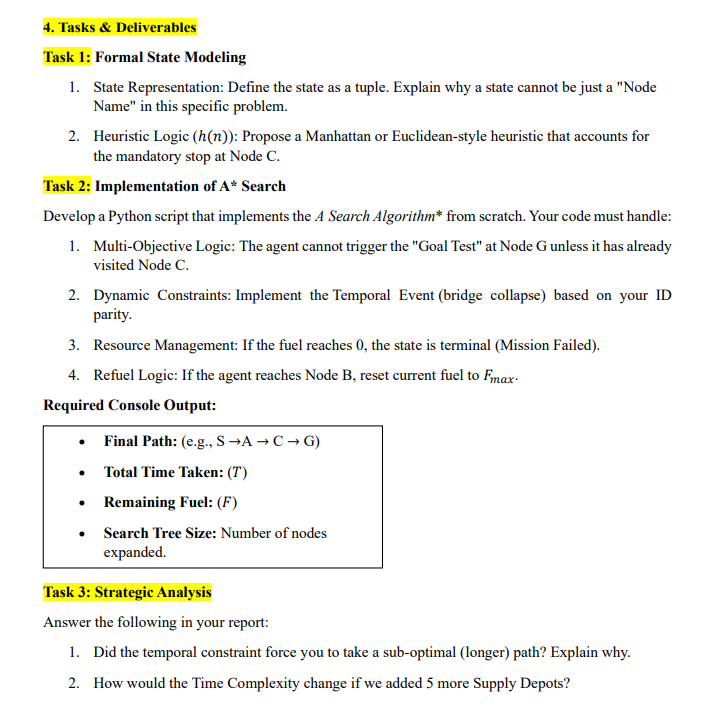 4. Tasks & Deliverables
Task 1: Formal State Modeling
1. State Representation: Define the state as a tuple. Explain why a state cannot be just a "Node
Name" in this specific problem.
2. Heuristic Logic (h(n)): Propose a Manhattan or Euclidean-style heuristic that accounts for
the mandatory stop at Node C.
Task 2: Implementation of A* Search
Develop a Python script that implements the A Search Algorithm* from scratch. Your code must handle:
1. Multi-Objective Logic: The agent cannot trigger the "Goal Test" at Node G unless it has already
visited Node C.
2. Dynamic Constraints: Implement the Temporal Event (bridge collapse) based on your ID
parity.
3. Resource Management: If the fuel reaches 0, the state is terminal (Mission Failed).
4. Refuel Logic: If the agent reaches Node B, reset current fuel to Fmax.
Required Console Output:
• Final Path: (e.g., S →A → C → G)
• Total Time Taken: (T)
• Remaining Fuel: (F)
• Search Tree Size: Number of nodes
expanded.
Task 3: Strategic Analysis
Answer the following in your report:
1. Did the temporal constraint force you to take a sub-optimal (longer) path? Explain why.
2. How would the Time Complexity change if we added 5 more Supply Depots?